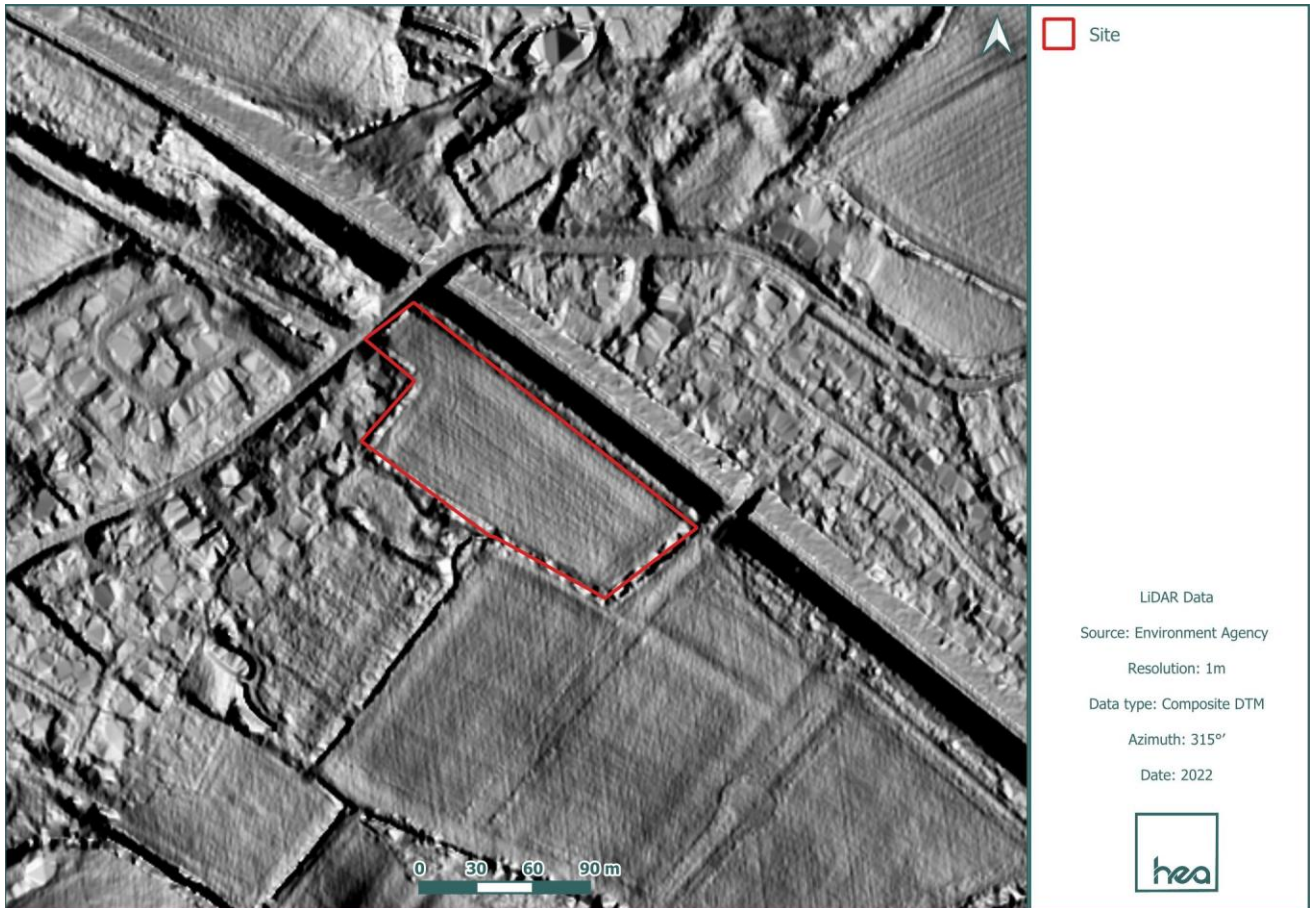 Site
LiDAR Data
Source: Environment Agency
Resolution: 1m
Data type: Composite DTM
Azimuth: 315°′
Date: 2022
hea
0 30 60 90 m